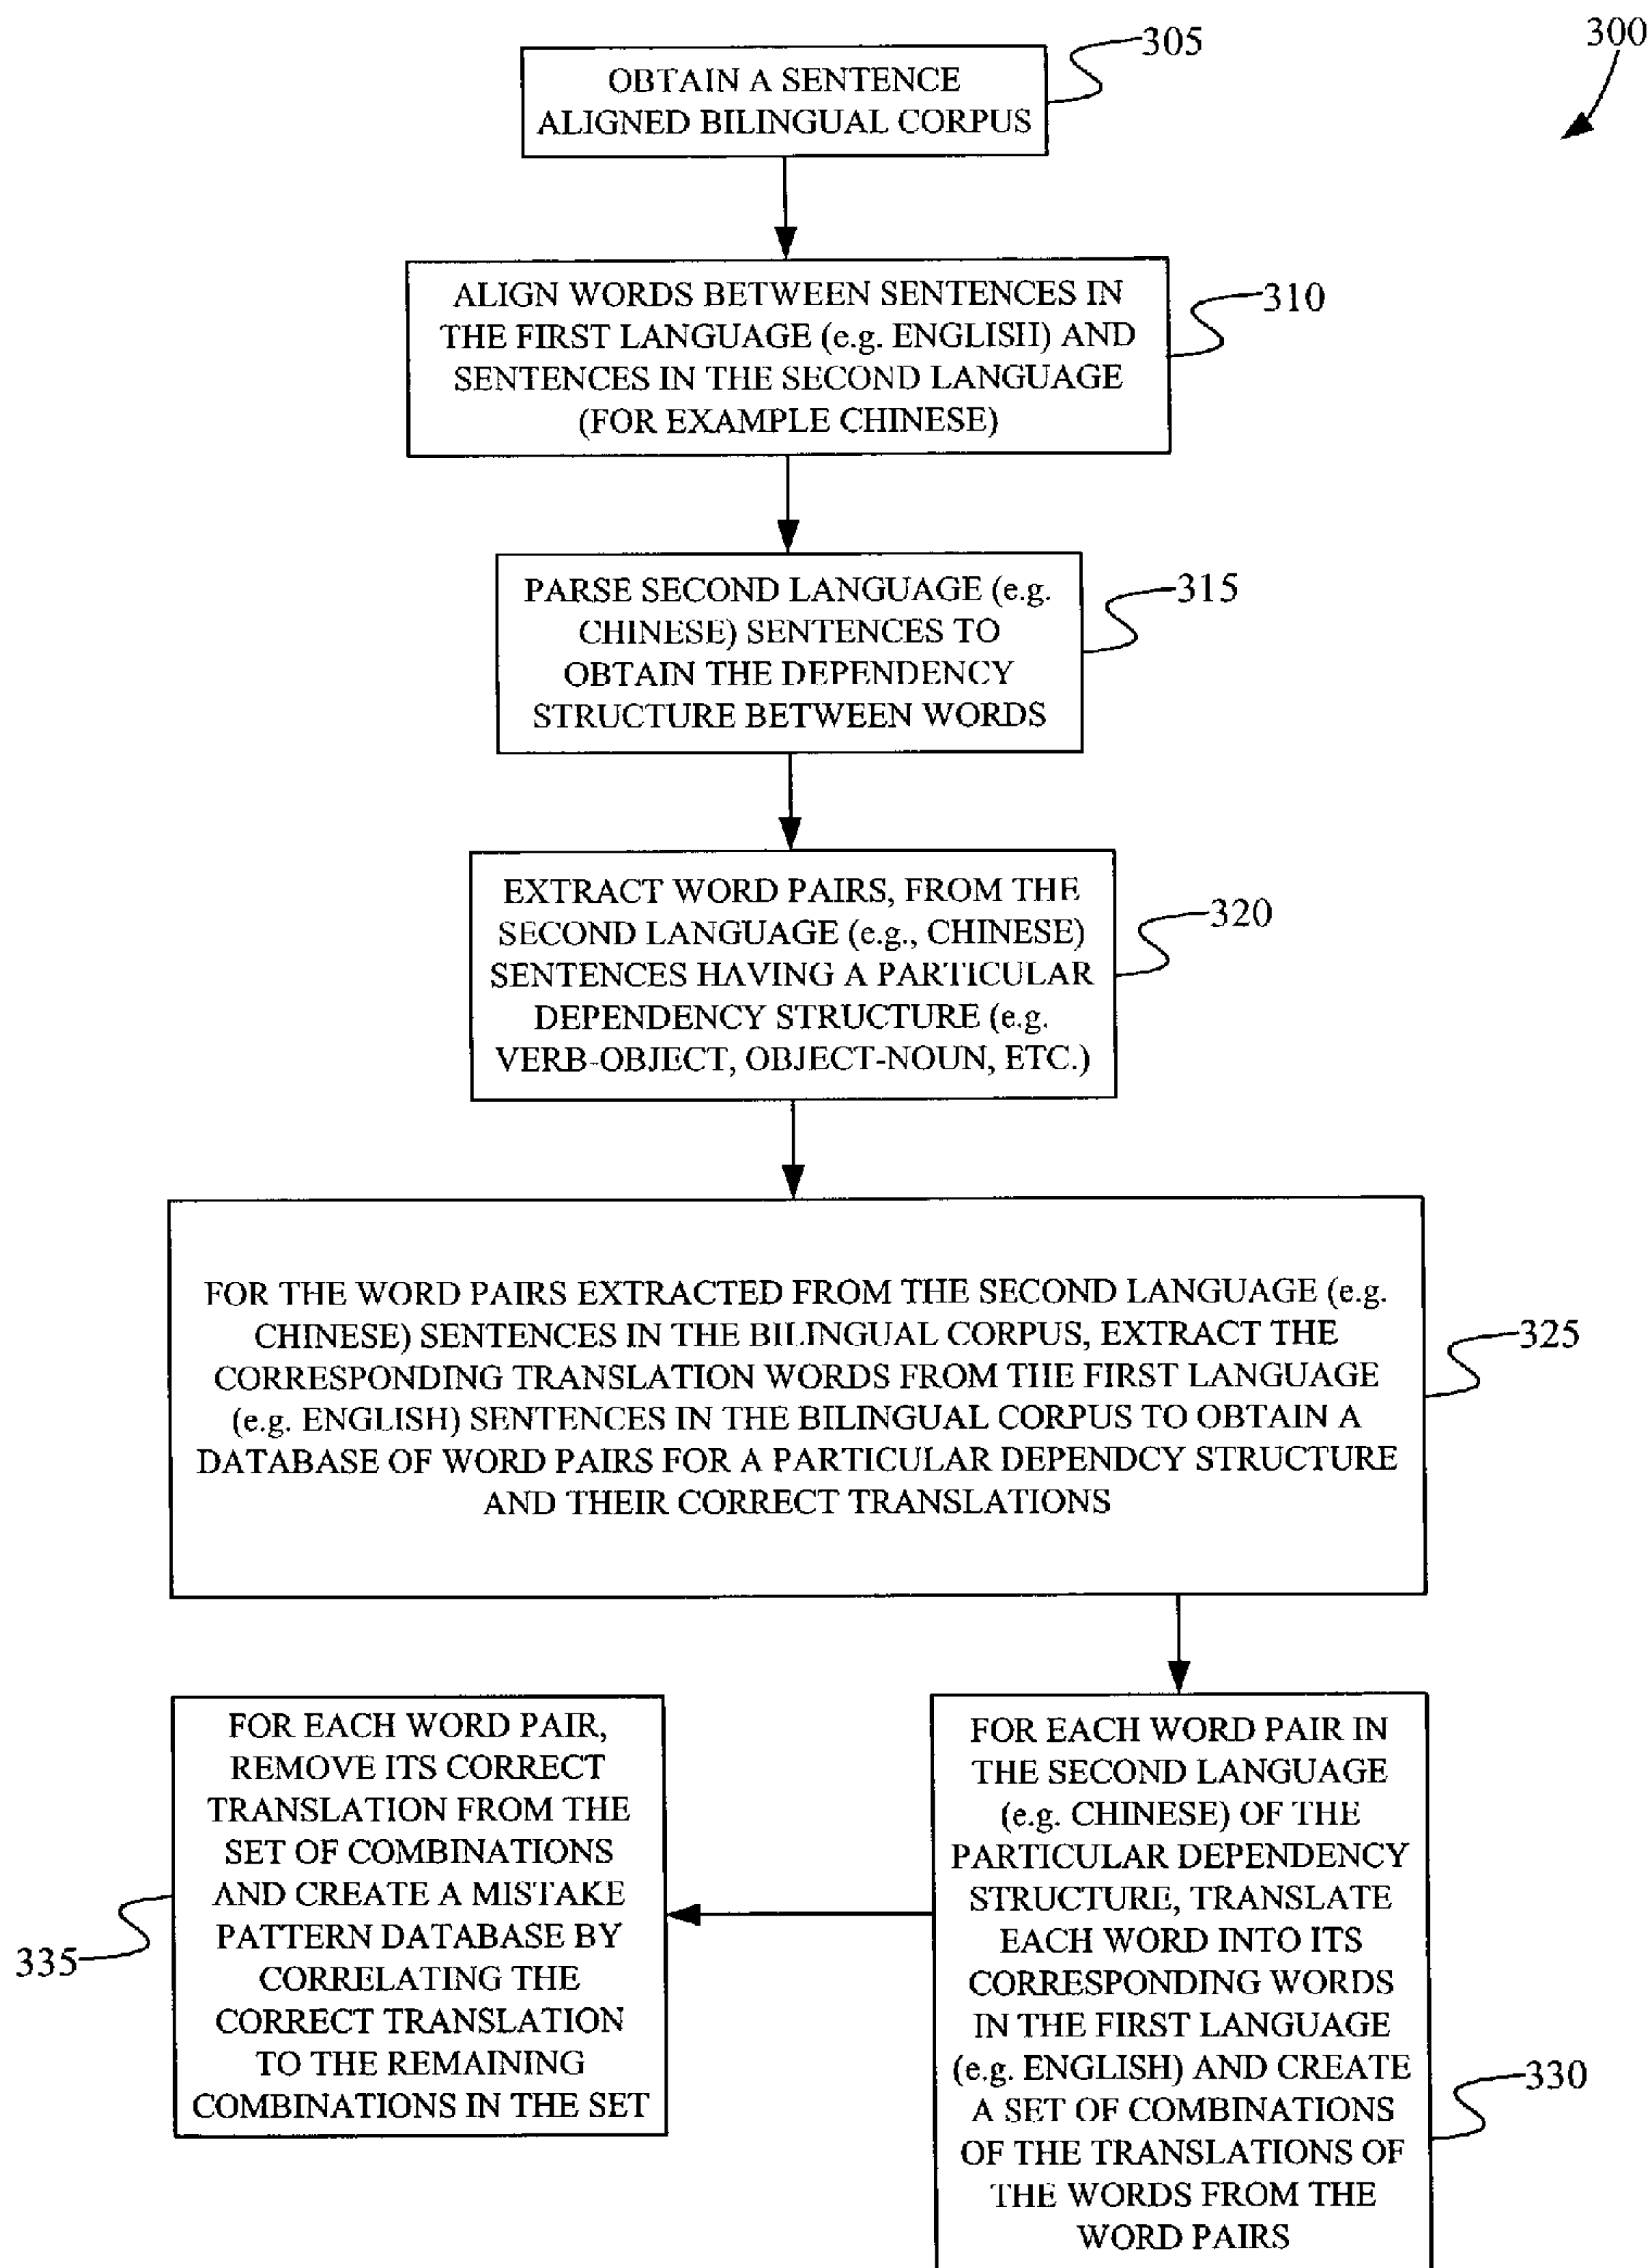 300
305
OBTAIN A SENTENCE
ALIGNED BILINGUAL CORPUS
310
ALIGN WORDS BETWEEN SENTENCES IN
THE FIRST LANGUAGE (e.g. ENGLISH) AND
SENTENCES IN THE SECOND LANGUAGE
(FOR EXAMPLE CHINESE)
315
PARSE SECOND LANGUAGE (e.g.
CHINESE) SENTENCES TO
OBTAIN THE DEPENDENCY
STRUCTURE BETWEEN WORDS
320
EXTRACT WORD PAIRS, FROM THE
SECOND LANGUAGE (e.g., CHINESE)
SENTENCES HAVING A PARTICULAR
DEPENDENCY STRUCTURE (e.g.
VERB-OBJECT, OBJECT-NOUN, ETC.)
325
FOR THE WORD PAIRS EXTRACTED FROM THE SECOND LANGUAGE (e.g.
CHINESE) SENTENCES IN THE BILINGUAL CORPUS, EXTRACT THE
CORRESPONDING TRANSLATION WORDS FROM THE FIRST LANGUAGE
(e.g. ENGLISH) SENTENCES IN THE BILINGUAL CORPUS TO OBTAIN A
DATABASE OF WORD PAIRS FOR A PARTICULAR DEPENDCY STRUCTURE
AND THEIR CORRECT TRANSLATIONS
FOR EACH WORD PAIR IN
THE SECOND LANGUAGE
(e.g. CHINESE) OF THE
PARTICULAR DEPENDENCY
STRUCTURE, TRANSLATE
EACH WORD INTO ITS
CORRESPONDING WORDS
IN THE FIRST LANGUAGE
(e.g. ENGLISH) AND CREATE
A SET OF COMBINATIONS
OF THE TRANSLATIONS OF
THE WORDS FROM THE
WORD PAIRS
330
FOR EACH WORD PAIR,
REMOVE ITS CORRECT
TRANSLATION FROM THE
SET OF COMBINATIONS
AND CREATE A MISTAKE
PATTERN DATABASE BY
CORRELATING THE
CORRECT TRANSLATION
TO THE REMAINING
COMBINATIONS IN THE SET
335